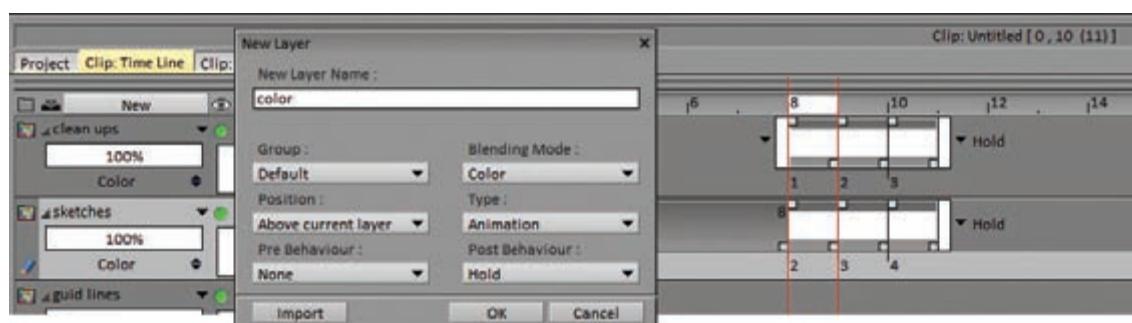 Clip: Untitled [ 0 , 10 (11) ]
Project Clip: Time Line Clip:
New
clean ups
100%
Color
sketches
100%
Color
guid lines
New Layer
New Layer Name :
color
Group : Blending Mode :
Default Color
Position : Type :
Above current layer Animation
Pre Behaviour : Post Behaviour :
None Hold
Import OK Cancel
6 8 10 12 14
Hold
1 2 3
8
Hold
2 3 4